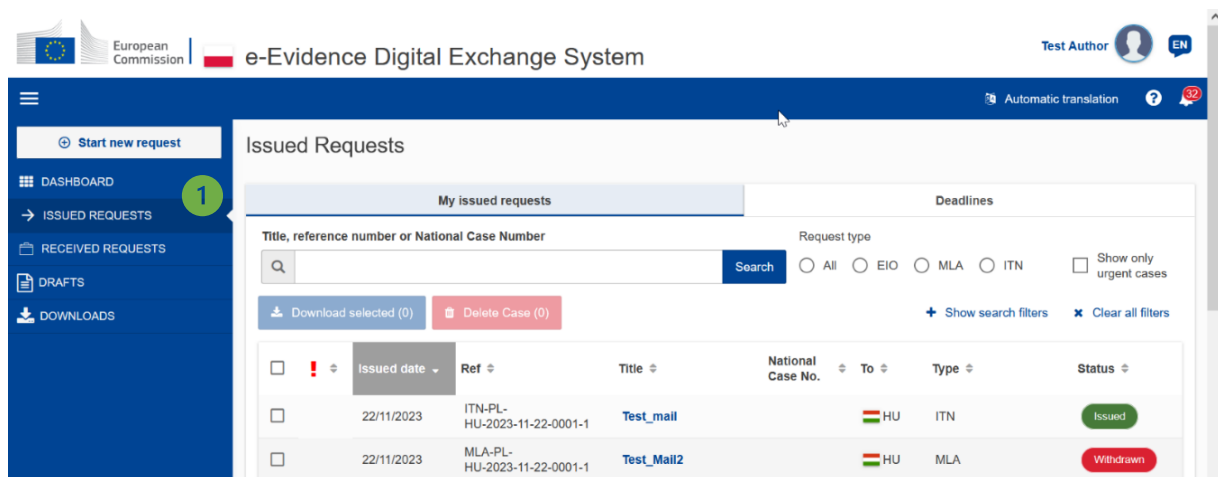 European
Commission
e-Evidence Digital Exchange System
Test Author
EN
Automatic translation
?
32
Start new request
Issued Requests
DASHBOARD
1
ISSUED REQUESTS
RECEIVED REQUESTS
DRAFTS
DOWNLOADS
My issued requests
Deadlines
Title, reference number or National Case Number
Request type
Search
All
EIO
MLA
ITN
Show only
urgent cases
Download selected (0)
Delete Case (0)
+ Show search filters
× Clear all filters
! Issued date Ref Title National Case No. To Type Status
22/11/2023 ITN-PL-
HU-2023-11-22-0001-1 Test_mail HU ITN Issued
22/11/2023 MLA-PL-
HU-2023-11-22-0001-1 Test_Mail2 HU MLA Withdrawn